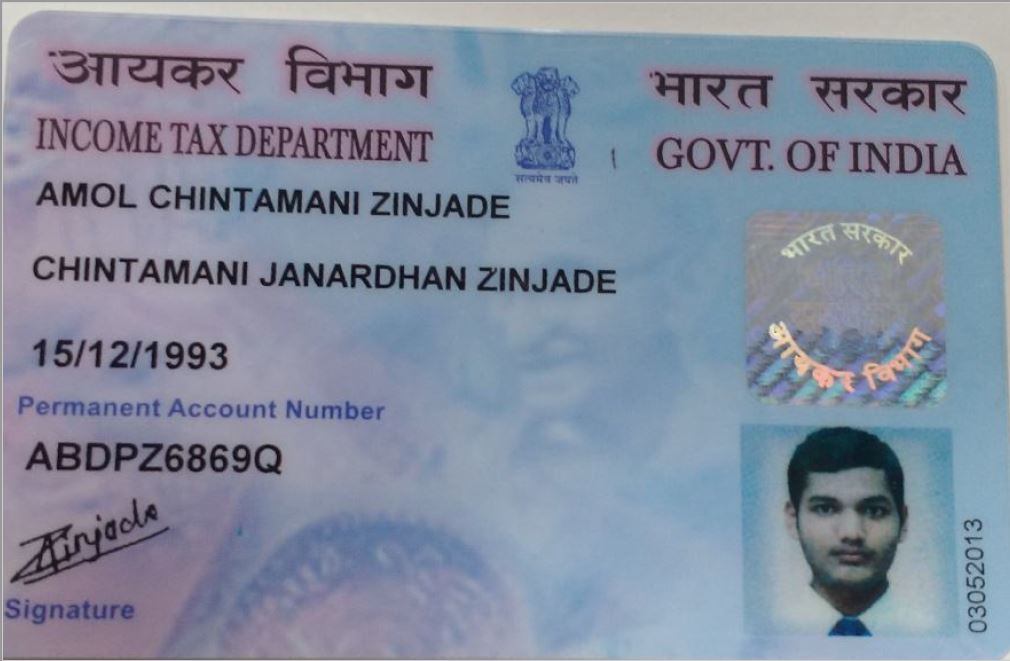 आयकर विभाग
भारत सरकार
INCOME TAX DEPARTMENT
GOVT. OF INDIA
सत्यमेव जयते
AMOL CHINTAMANI ZINJADE
CHINTAMANI JANARDHAN ZINJADE
15/12/1993
Permanent Account Number
ABDPZ6869Q
Zinjade
Signature
भारत सरकार
आयकर विभाग
03052013